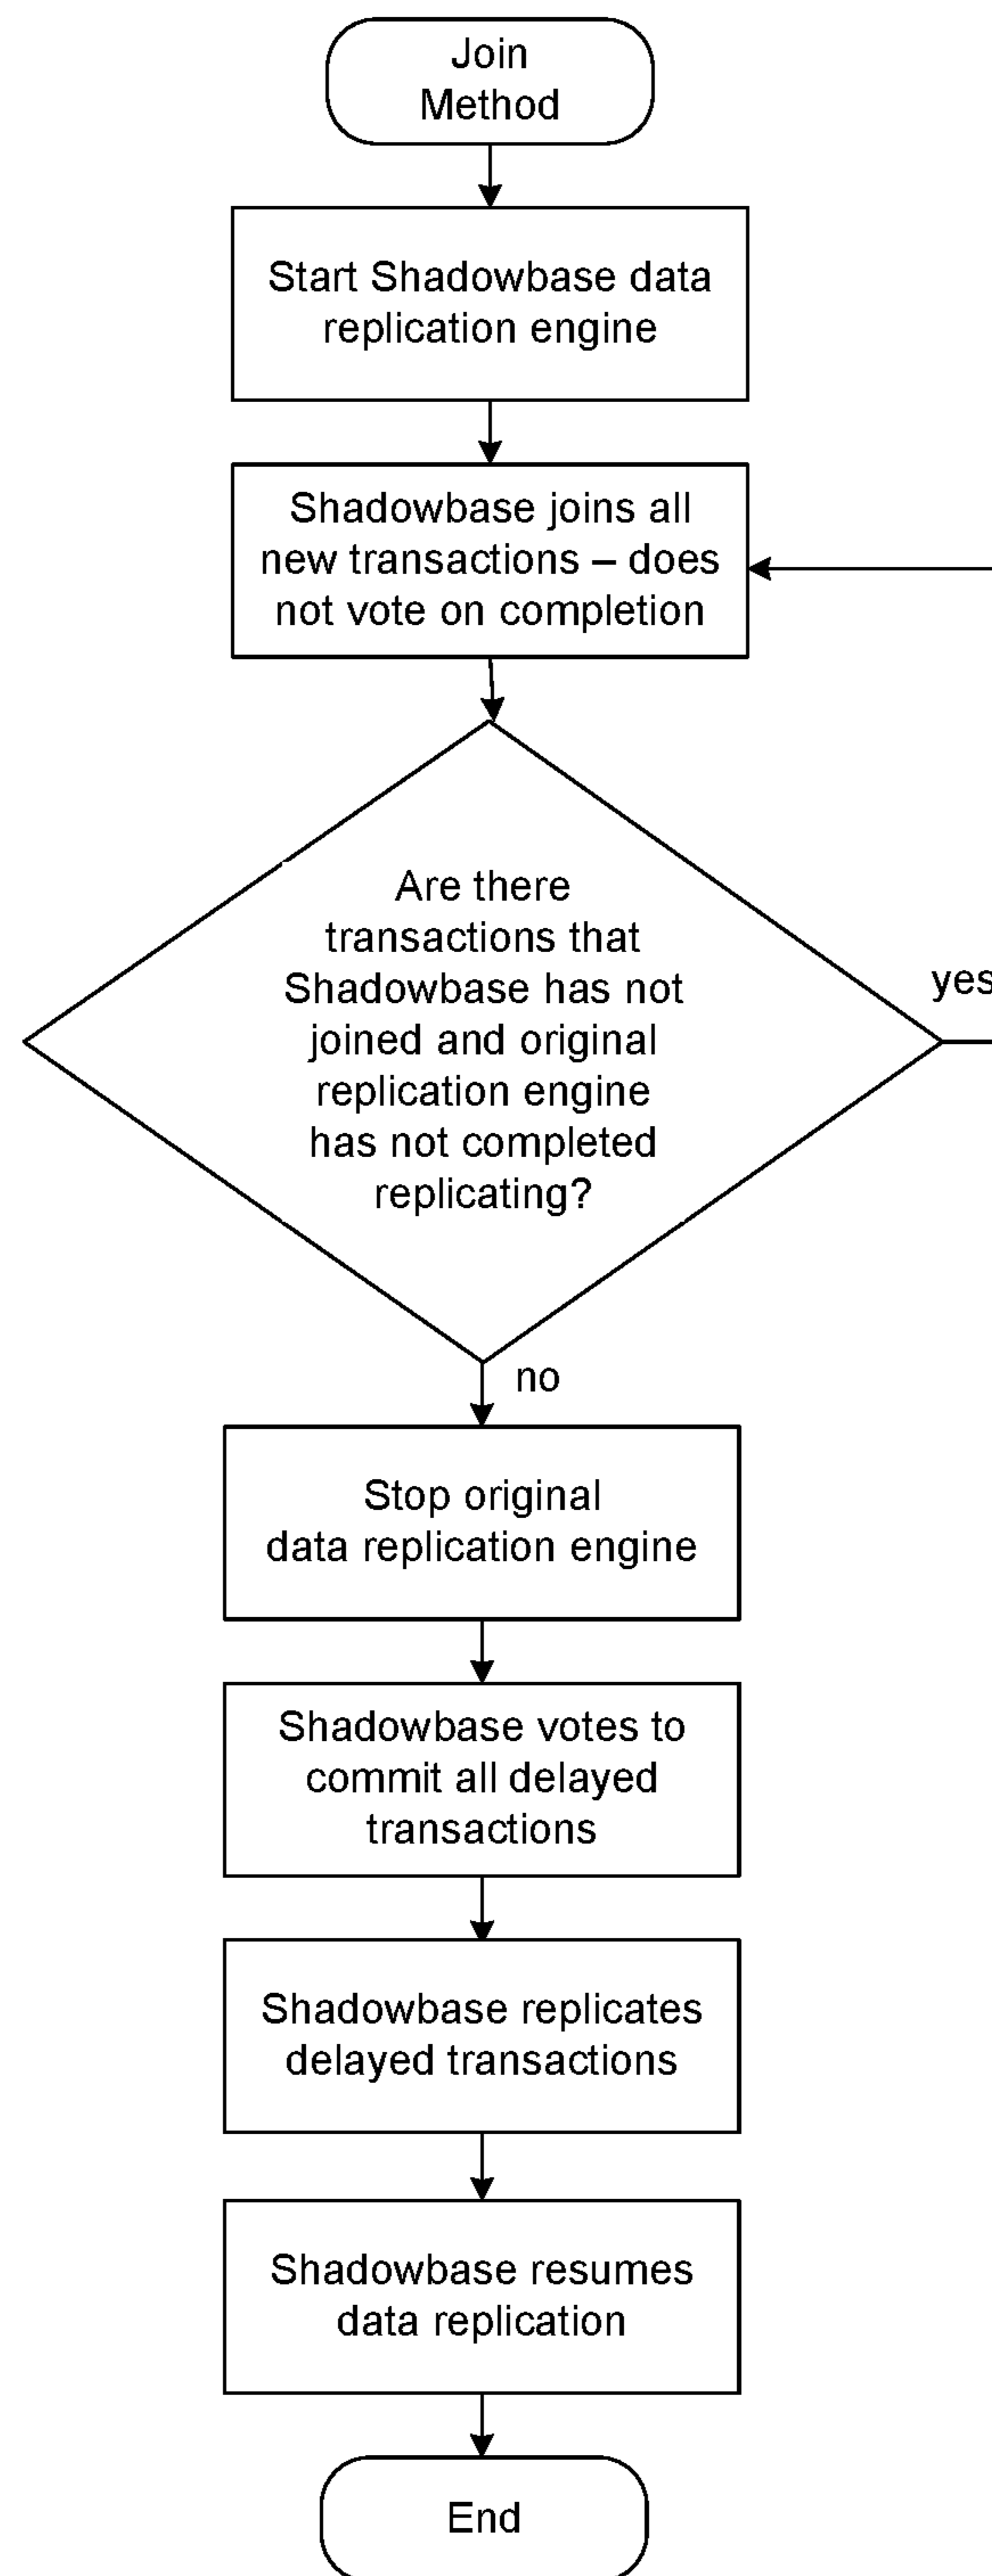 Join
Method
Start Shadowbase data
replication engine
Shadowbase joins all
new transactions – does
not vote on completion
Are there
transactions that
Shadowbase has not
joined and original
replication engine
has not completed
replicating?
yes
no
Stop original
data replication engine
Shadowbase votes to
commit all delayed
transactions
Shadowbase replicates
delayed transactions
Shadowbase resumes
data replication
End